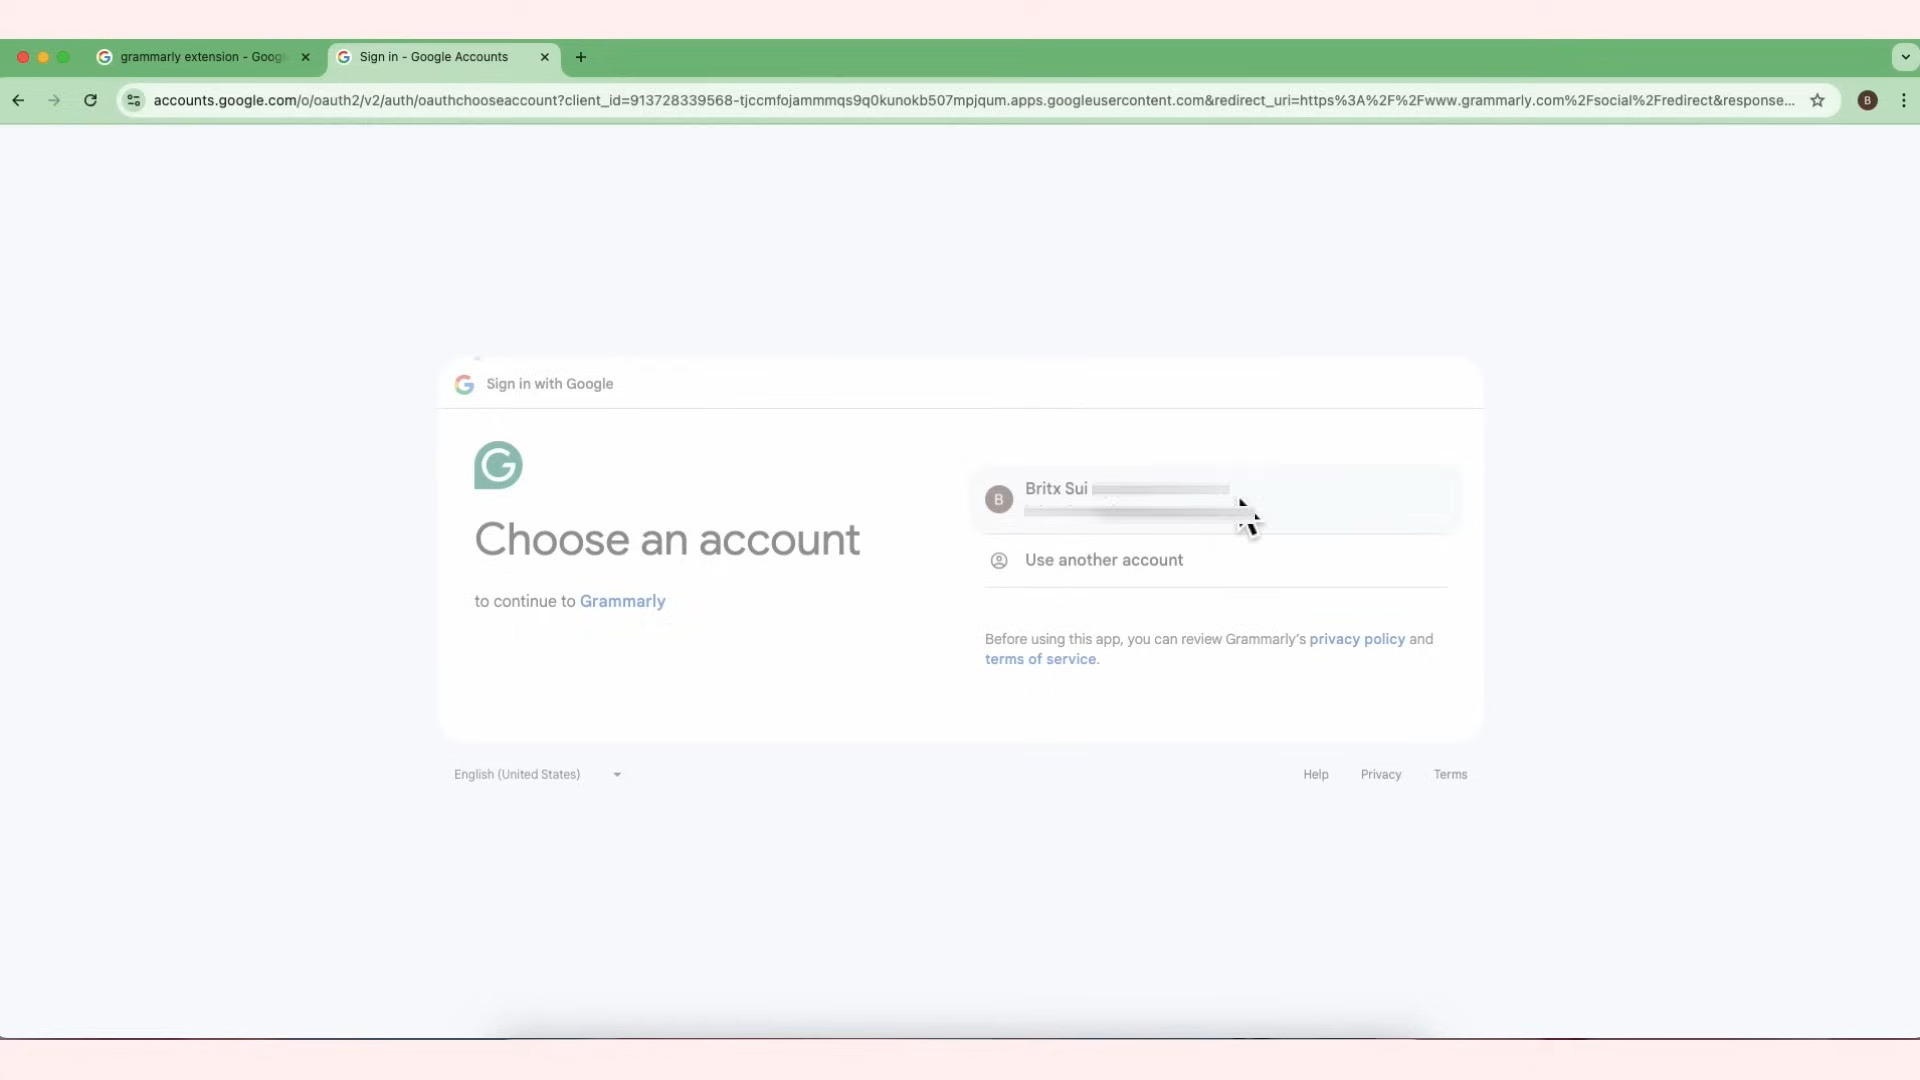 grammarly extension - Goog
Sign in - Google Accounts
accounts.google.com/o/oauth2/v2/auth/oauthchooseaccount?client_id=913728339568-tjccmfojammmqs9q0kunokb507mpjqum.apps.googleusercontent.com&redirect_uri=https%3A%2F%2Fwww.grammarly.com%2Fsocial%2Fredirect&response...
B
Sign in with Google
Choose an account
to continue to Grammarly
B
Britx Sui
Use another account
Before using this app, you can review Grammarly's privacy policy and
terms of service.
English (United States)
Help Privacy Terms